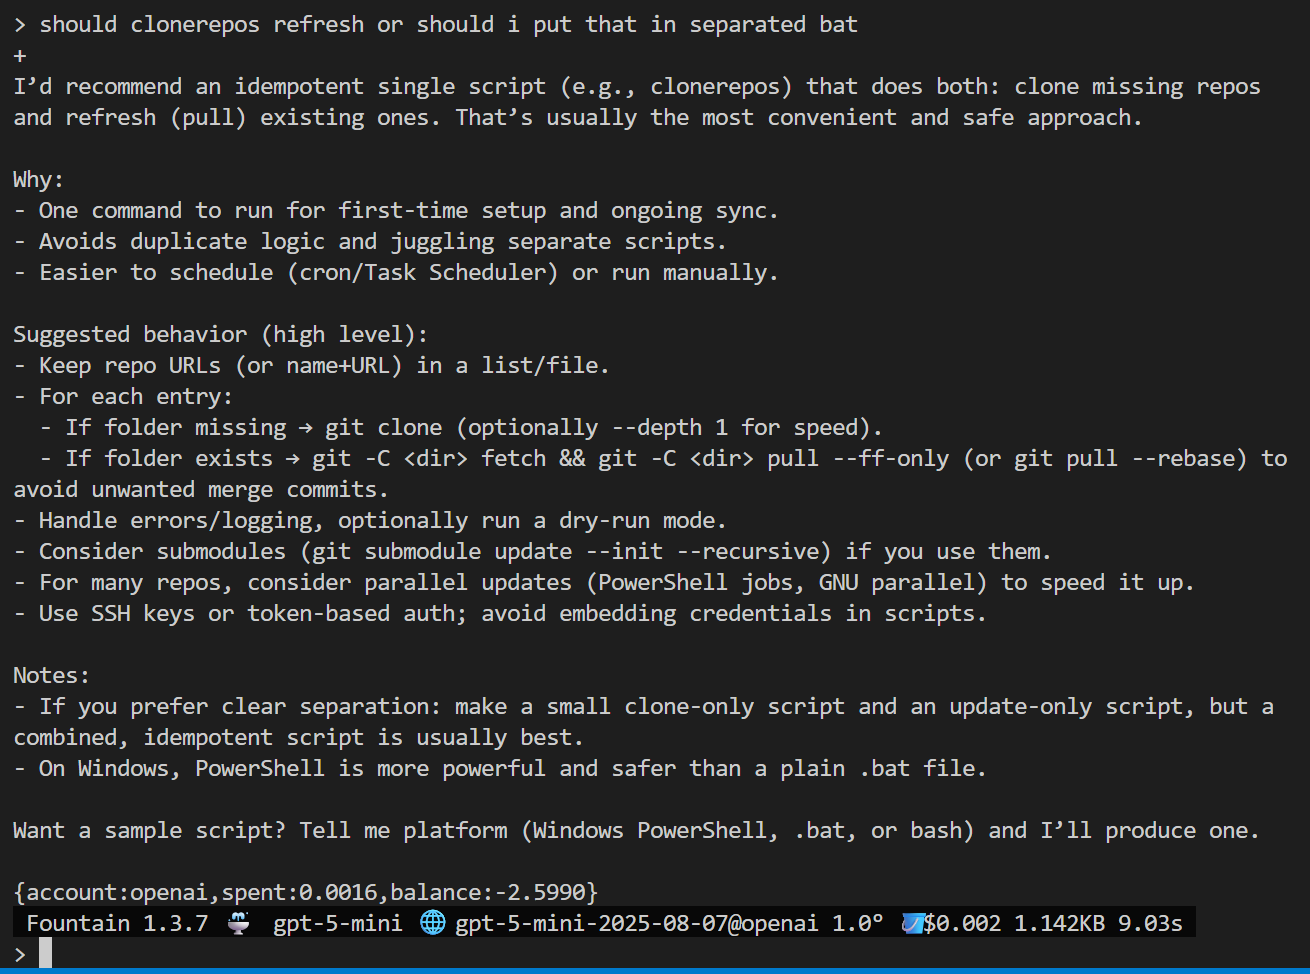 > should clonerepos refresh or should i put that in separated bat
+
I’d recommend an idempotent single script (e.g., clonerepos) that does both: clone missing repos
and refresh (pull) existing ones. That’s usually the most convenient and safe approach.
Why:
- One command to run for first-time setup and ongoing sync.
- Avoids duplicate logic and juggling separate scripts.
- Easier to schedule (cron/Task Scheduler) or run manually.
Suggested behavior (high level):
- Keep repo URLs (or name+URL) in a list/file.
- For each entry:
  - If folder missing → git clone (optionally --depth 1 for speed).
  - If folder exists → git -C <dir> fetch && git -C <dir> pull --ff-only (or git pull --rebase) to
avoid unwanted merge commits.
- Handle errors/logging, optionally run a dry-run mode.
- Consider submodules (git submodule update --init --recursive) if you use them.
- For many repos, consider parallel updates (PowerShell jobs, GNU parallel) to speed it up.
- Use SSH keys or token-based auth; avoid embedding credentials in scripts.
Notes:
- If you prefer clear separation: make a small clone-only script and an update-only script, but a
combined, idempotent script is usually best.
- On Windows, PowerShell is more powerful and safer than a plain .bat file.
Want a sample script? Tell me platform (Windows PowerShell, .bat, or bash) and I’ll produce one.
{account:openai,spent:0.0016,balance:-2.5990}
Fountain 1.3.7 gpt-5-mini 🌐 gpt-5-mini-2025-08-07@openai 1.0° $0.002 1.142KB 9.03s
>